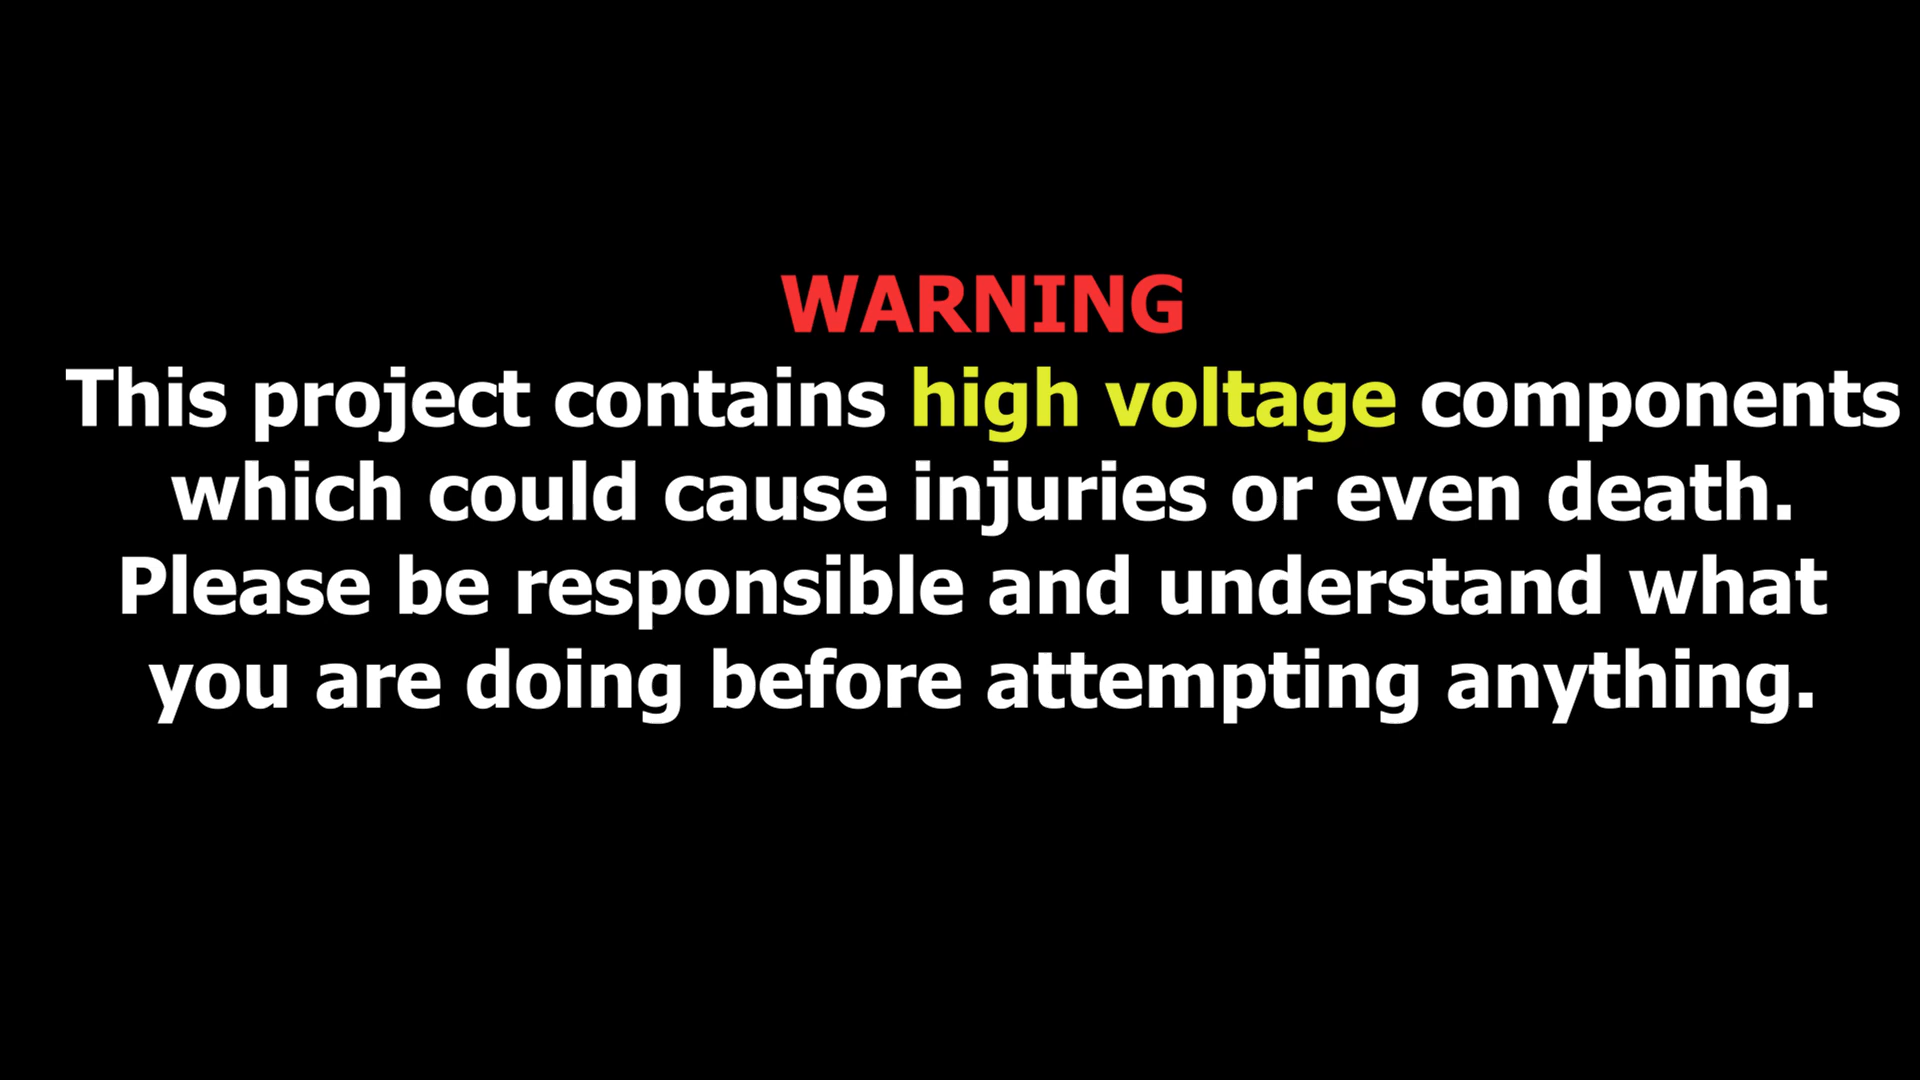 WARNING
This project contains high voltage components
which could cause injuries or even death.
Please be responsible and understand what
you are doing before attempting anything.